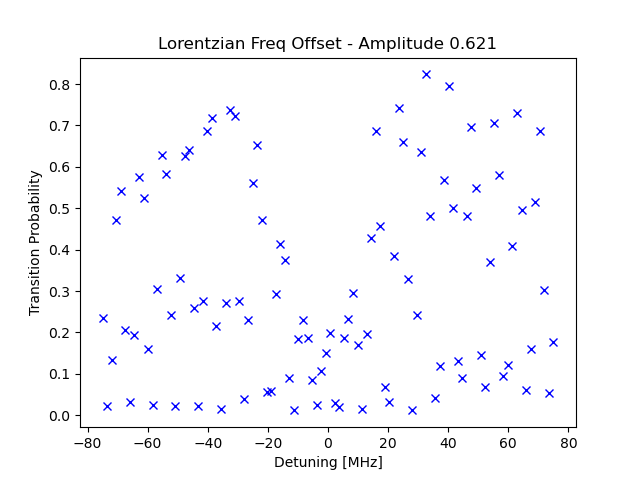 Lorentzian Freq Offset - Amplitude 0.621
Transition Probability
0.8
0.7
0.6
0.5
0.4
0.3
0.2
0.1
0.0
−80 −60 −40 −20 0 20 40 60 80
Detuning [MHz]